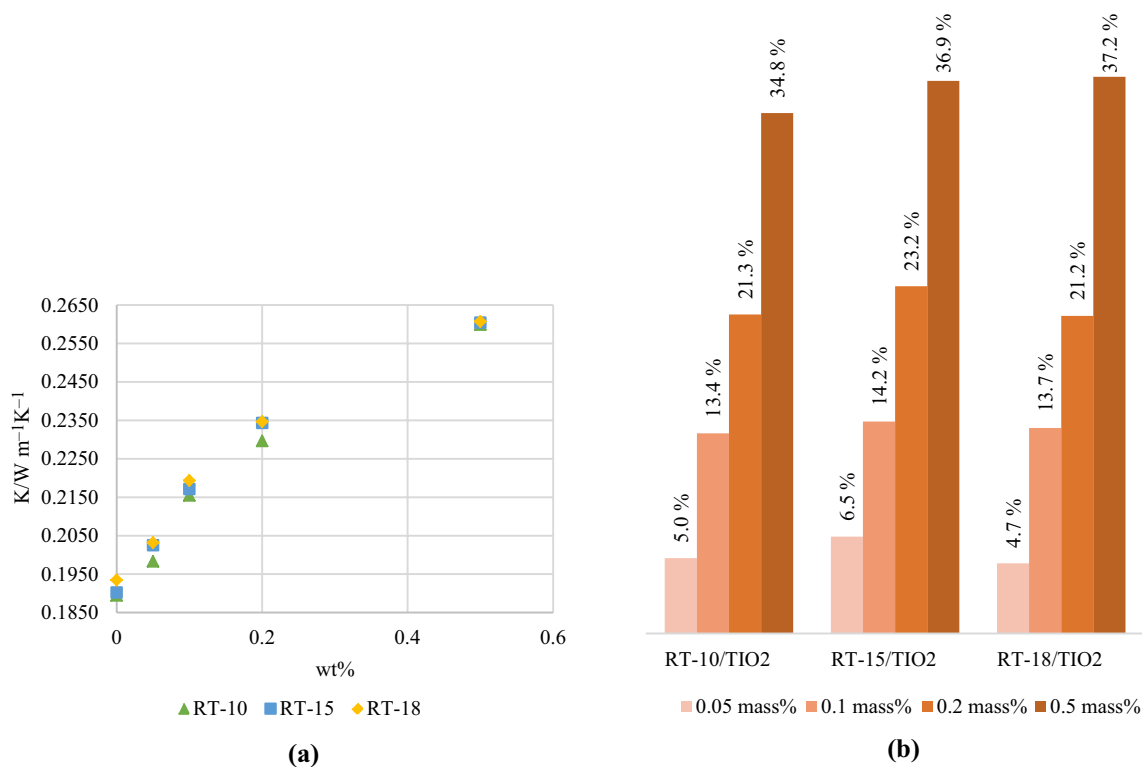 0.2650
0.2550
0.2450
0.2350
0.2250
0.2150
0.2050
0.1950
0.1850
K/W m⁻¹K⁻¹
0 0.2 0.4 0.6
wt%
RT-10 RT-15 RT-18
(a)
5.0 %
13.4 %
21.3 %
34.8 %
6.5 %
14.2 %
23.2 %
36.9 %
4.7 %
13.7 %
21.2 %
37.2 %
RT-10/TIO2 RT-15/TIO2 RT-18/TIO2
0.05 mass% 0.1 mass% 0.2 mass% 0.5 mass%
(b)